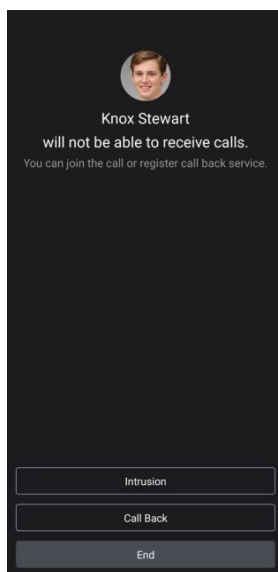 Knox Stewart
will not be able to receive calls.
You can join the call or register call back service.
Intrusion
Call Back
End